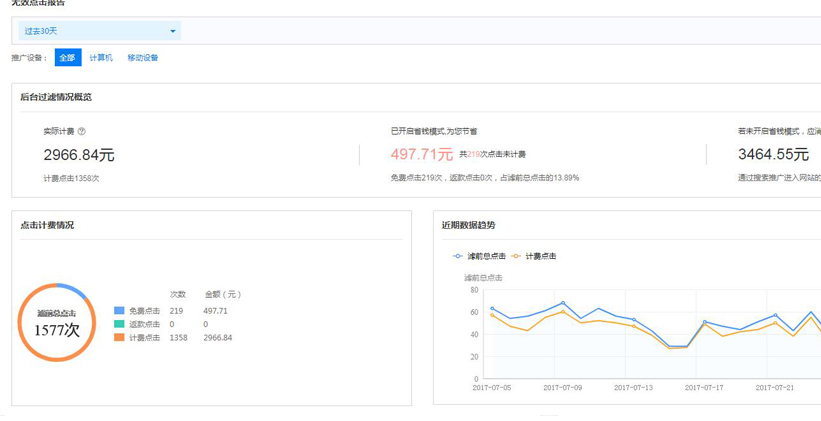 无效点击报告
过去30天
推广设备： 全部 计算机 移动设备
后台过滤情况概览
实际计费 ?
2966.84元
计费点击1358次
已开启省钱模式,为您节省
497.71元 共219次点击未计费
免费点击219次，返款点击0次，占滤前总点击的13.89%
若未开启省钱模式，应消
3464.55元
通过搜索推广进入网站的
点击计费情况
滤前总点击
1577次
次数 金额（元）
免费点击 219 497.71
返款点击 0 0
计费点击 1358 2966.84
近期数据趋势
滤前总点击 计费点击
滤前总点击
80
60
40
20
0
2017-07-05 2017-07-09 2017-07-13 2017-07-17 2017-07-21